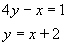 4y − x = 1
y = x + 2